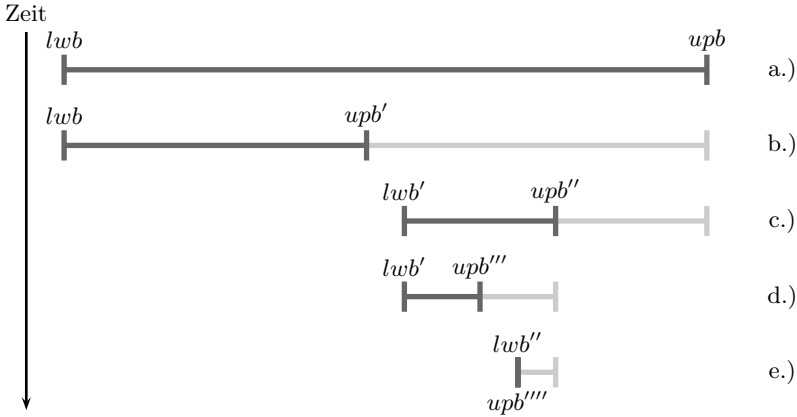 Zeit
lwb upb
a.)
lwb upb′
b.)
lwb′ upb′′
c.)
lwb′ upb′′′
d.)
lwb′′
e.)
upb′′′′